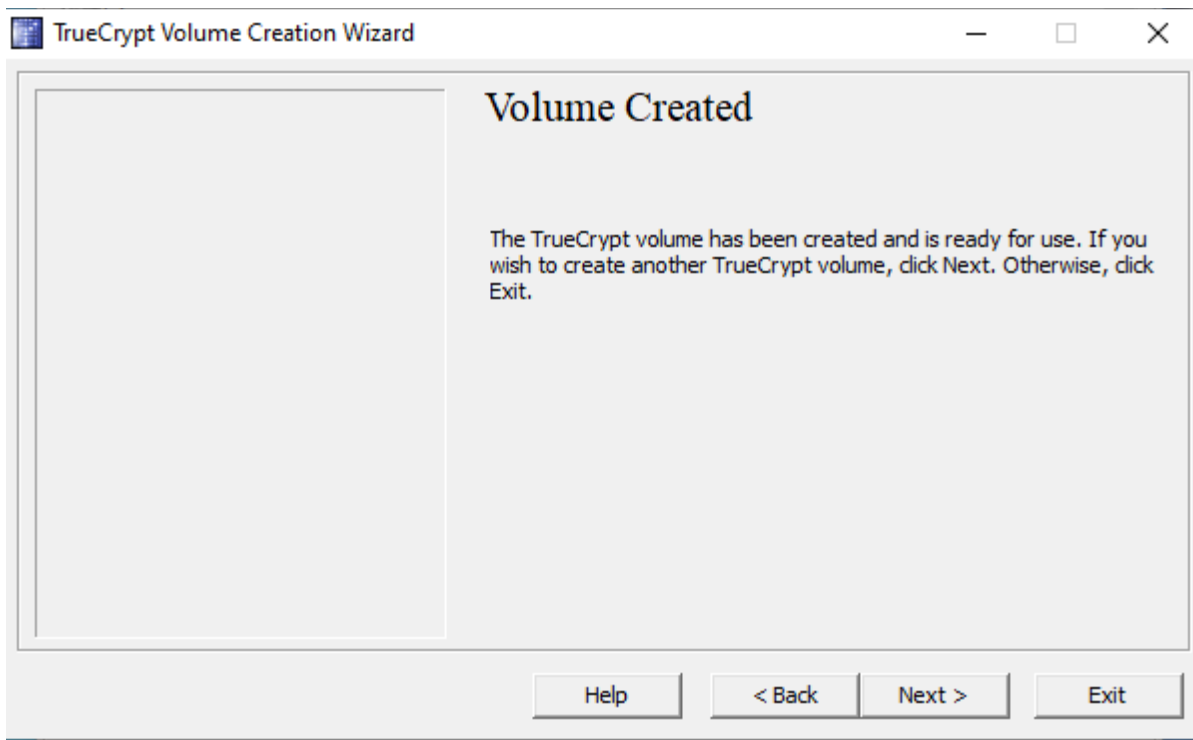 TrueCrypt Volume Creation Wizard
Volume Created
The TrueCrypt volume has been created and is ready for use. If you
wish to create another TrueCrypt volume, click Next. Otherwise, click
Exit.
Help
< Back
Next >
Exit